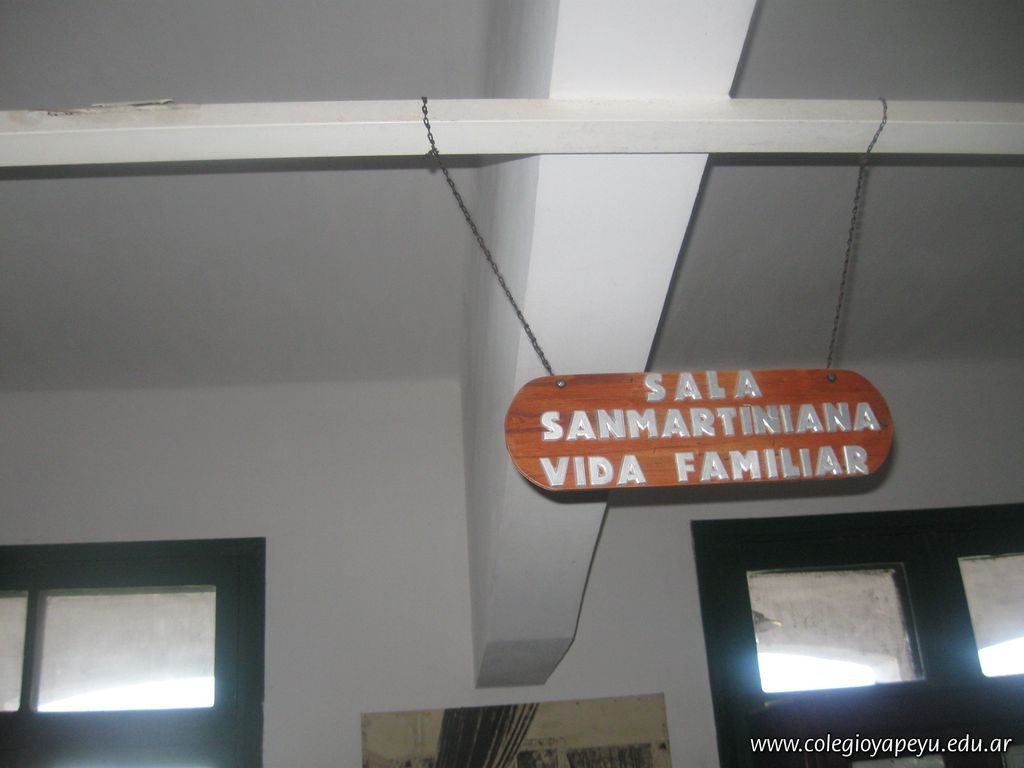 SALA
SANMARTINIANA
VIDA FAMILIAR
www.colegioyapeyu.edu.ar